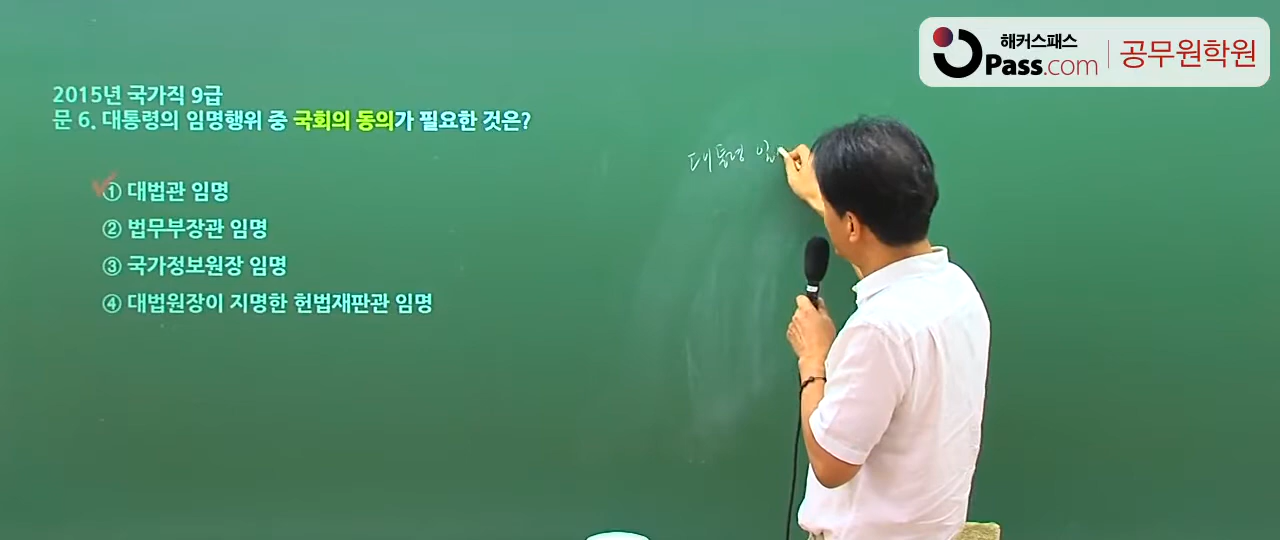 해커스패스
Pass.com 공무원학원
2015년 국가직 9급
문 6. 대통령의 임명행위 중 국회의 동의가 필요한 것은?
① 대법관 임명
② 법무부장관 임명
③ 국가정보원장 임명
④ 대법원장이 지명한 헌법재판관 임명
대통령 임